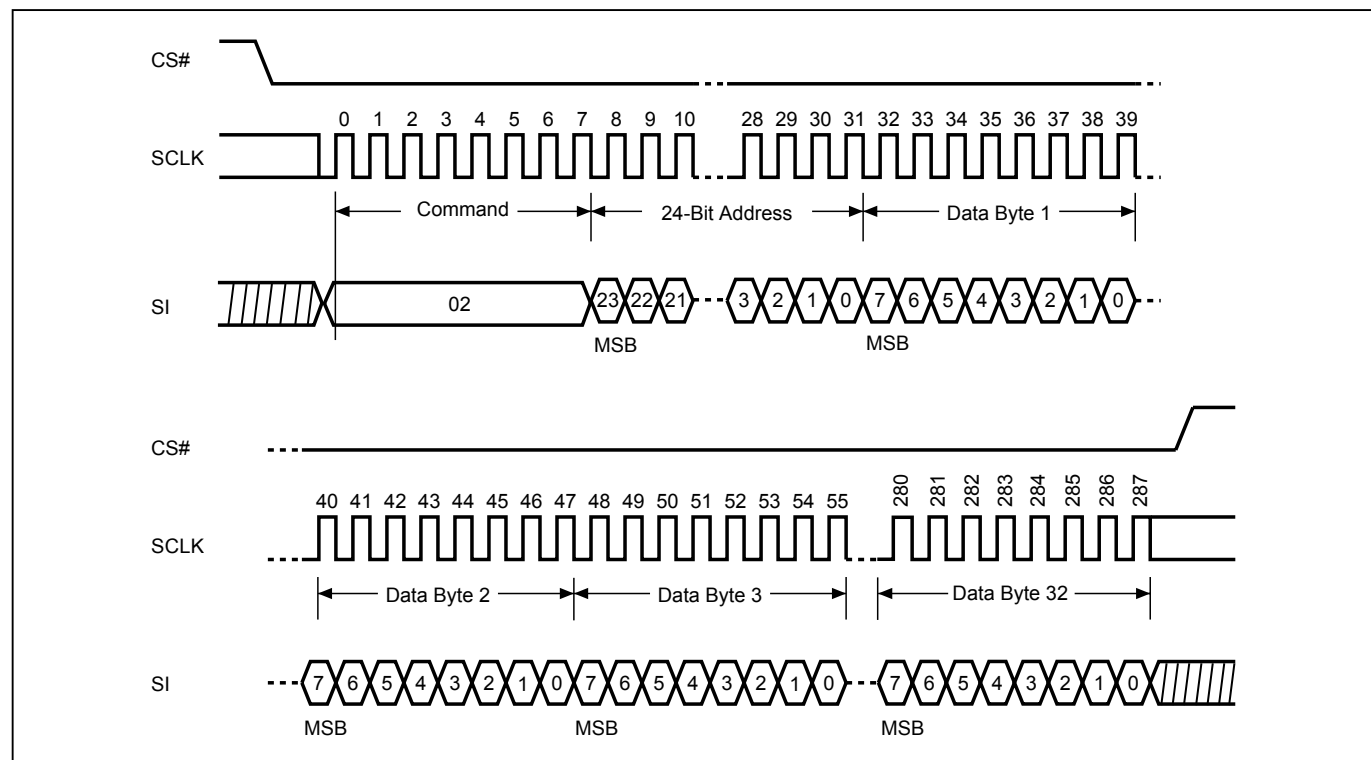 CS#
0 1 2 3 4 5 6 7 8 9 10 28 29 30 31 32 33 34 35 36 37 38 39
SCLK
Command 24-Bit Address Data Byte 1
SI 02 23 22 21 3 2 1 0 7 6 5 4 3 2 1 0
MSB MSB
CS#
40 41 42 43 44 45 46 47 48 49 50 51 52 53 54 55 280 281 282 283 284 285 286 287
SCLK
Data Byte 2 Data Byte 3 Data Byte 32
SI 7 6 5 4 3 2 1 0 7 6 5 4 3 2 1 0 7 6 5 4 3 2 1 0
MSB MSB MSB